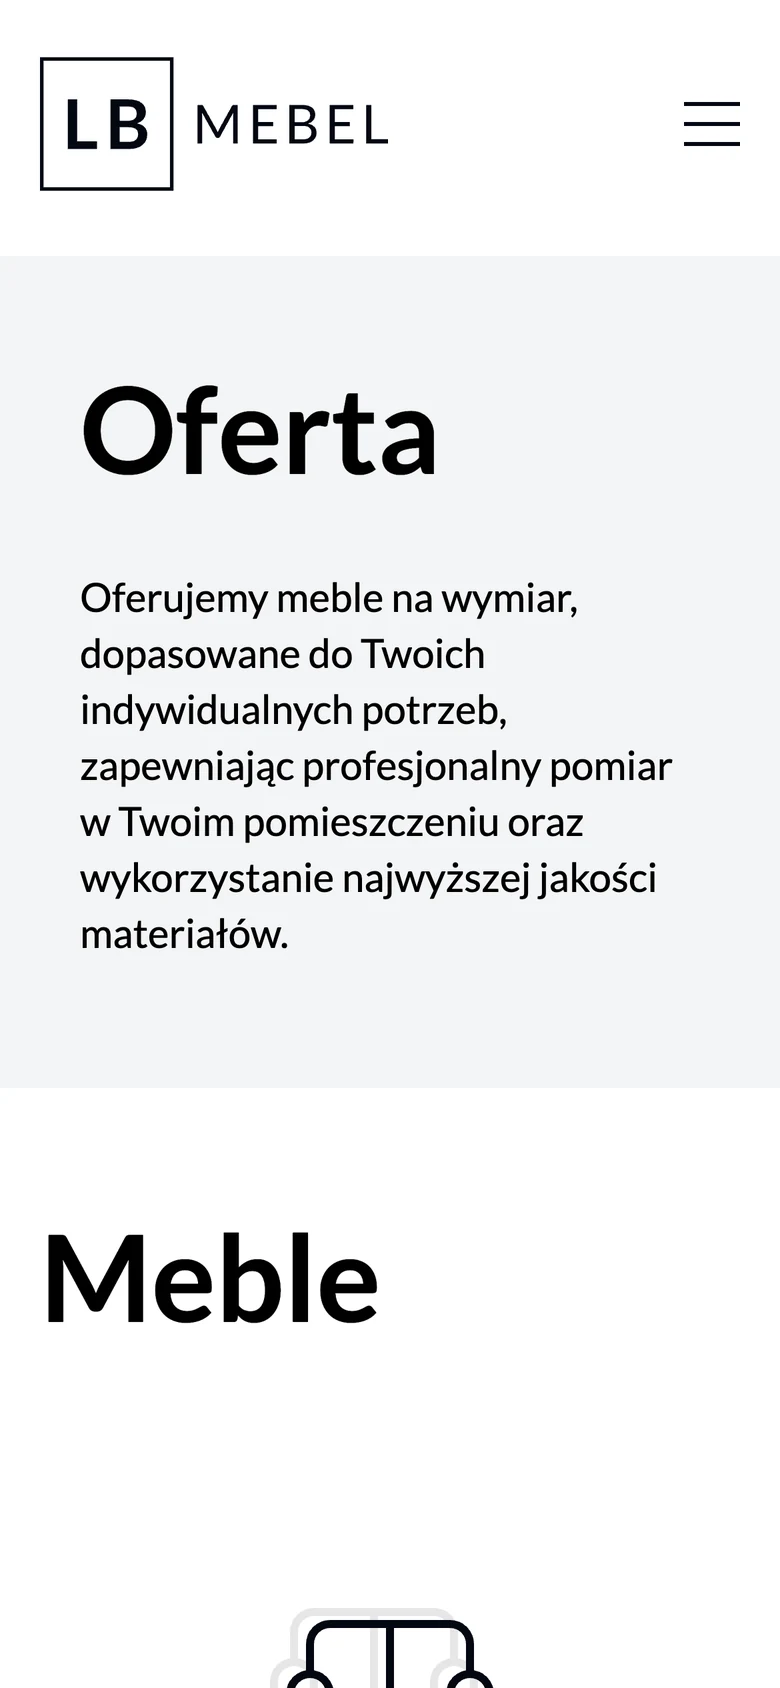 LB MEBEL
Oferta
Oferujemy meble na wymiar,
dopasowane do Twoich
indywidualnych potrzeb,
zapewniając profesjonalny pomiar
w Twoim pomieszczeniu oraz
wykorzystanie najwyższej jakości
materiałów.
Meble